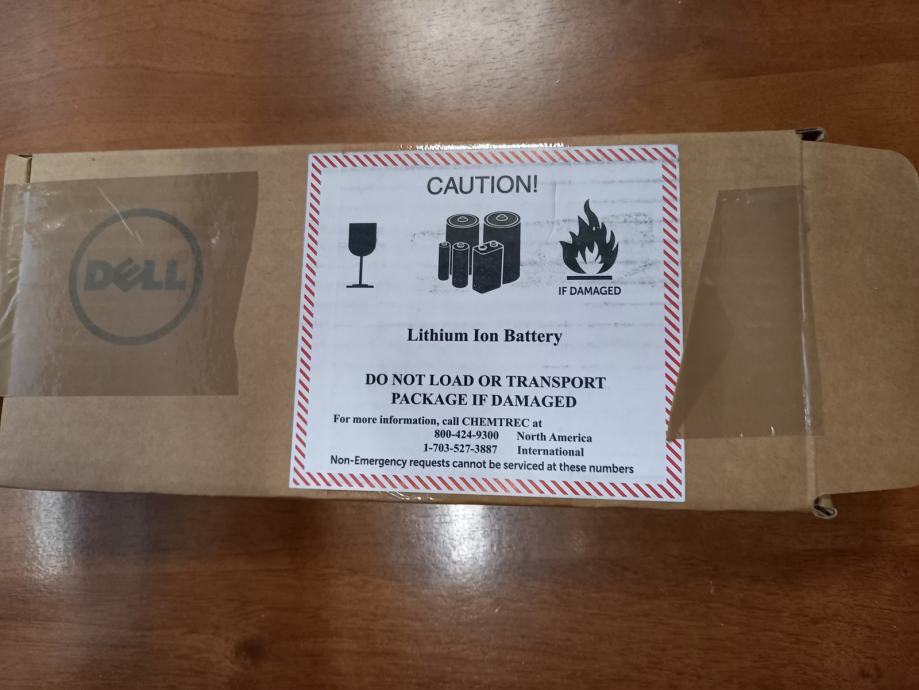 DELL
CAUTION!
IF DAMAGED
Lithium Ion Battery
DO NOT LOAD OR TRANSPORT
PACKAGE IF DAMAGED
For more information, call CHEMTREC at
800-424-9300 North America
1-703-527-3887 International
Non-Emergency requests cannot be serviced at these numbers